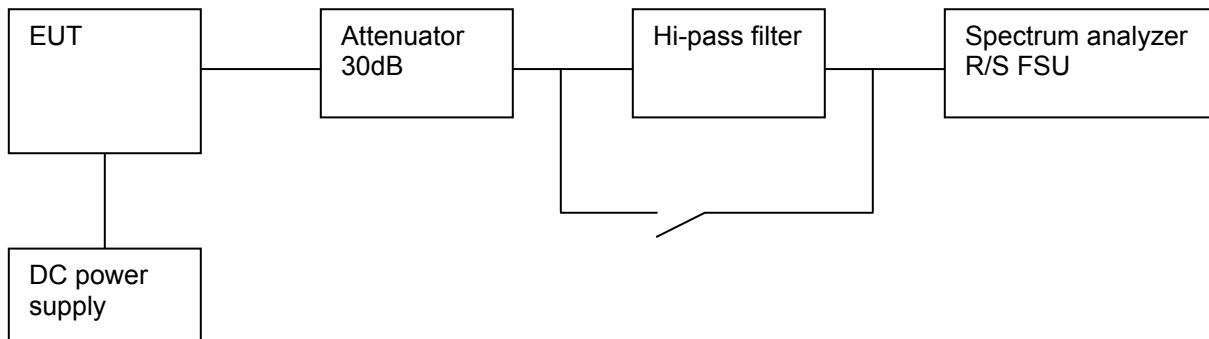 EUT
Attenuator
30dB
Hi-pass filter
Spectrum analyzer
R/S FSU
DC power
supply